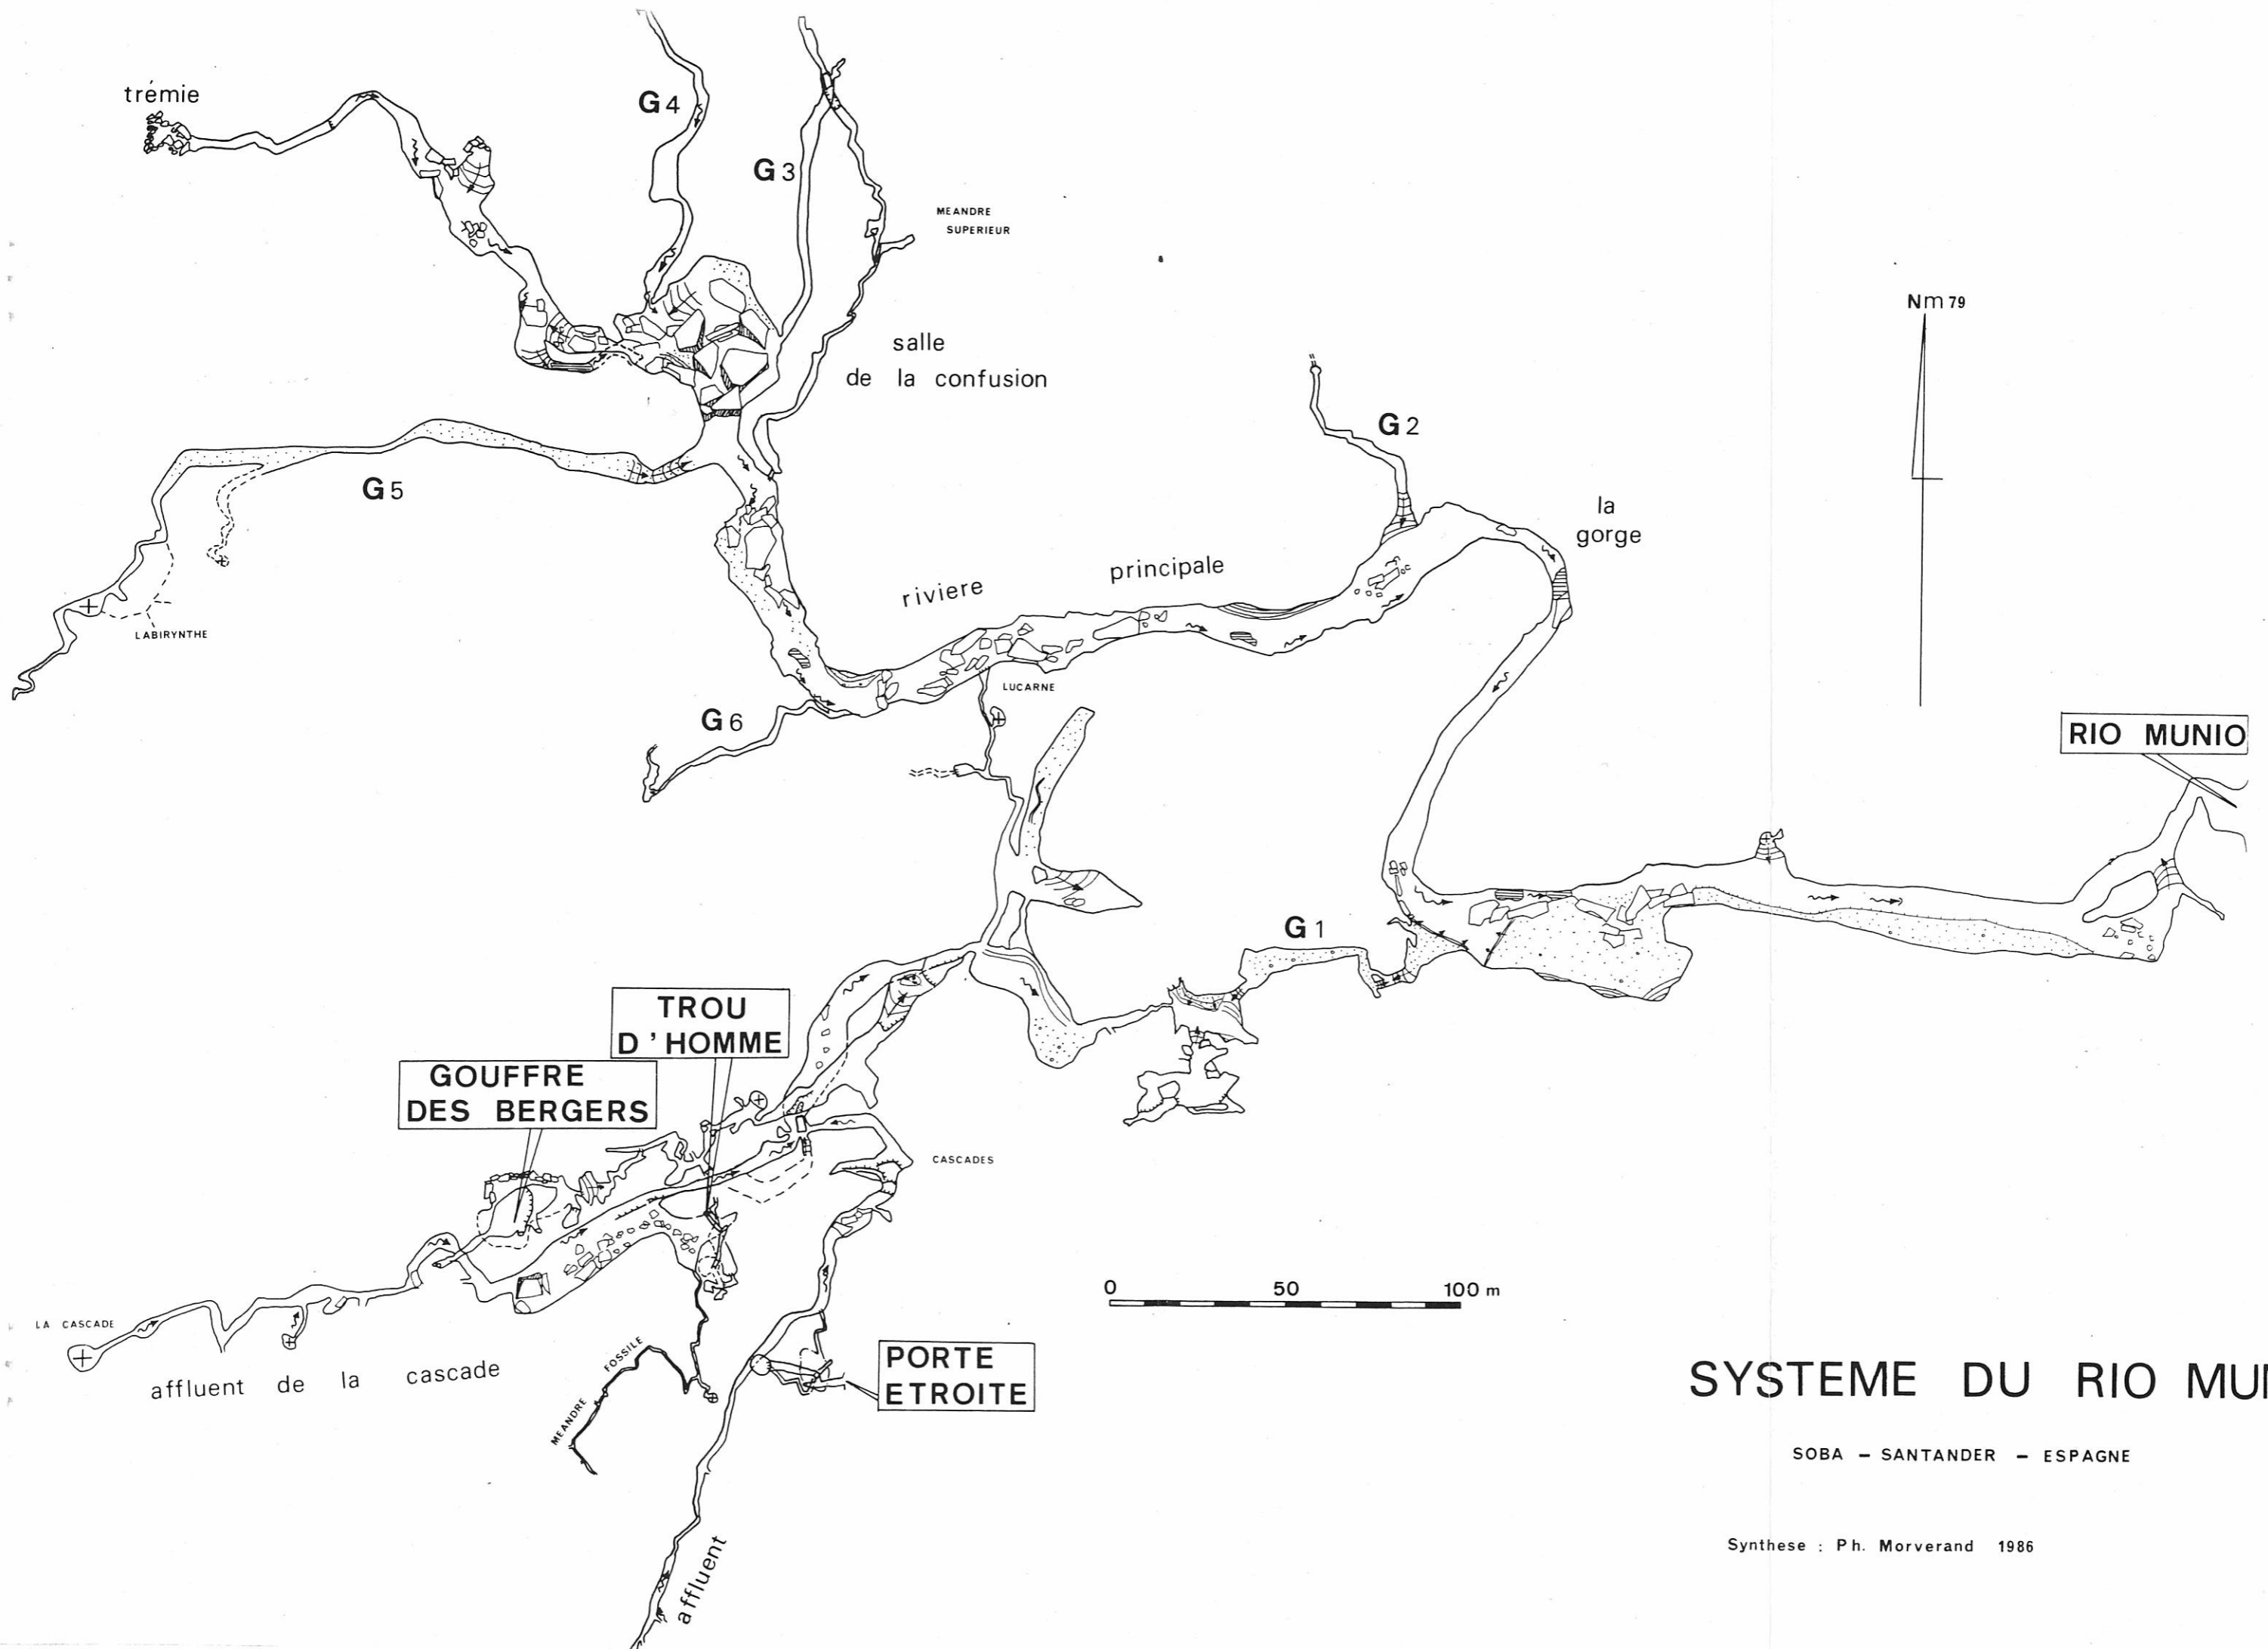 trémie
G4
G3
MEANDRE
SUPERIEUR
Nm 79
salle
de la confusion
G2
G5
la
gorge
riviere principale
LABIRYNTHE
LUCARNE
G6
RIO MUNIO
G1
TROU
D'HOMME
GOUFFRE
DES BERGERS
CASCADES
0 50 100 m
LA CASCADE
affluent de la cascade
MEANDRE FOSSILE
PORTE
ETROITE
SYSTEME DU RIO MU
SOBA – SANTANDER – ESPAGNE
Synthese : Ph. Morverand 1986
affluent